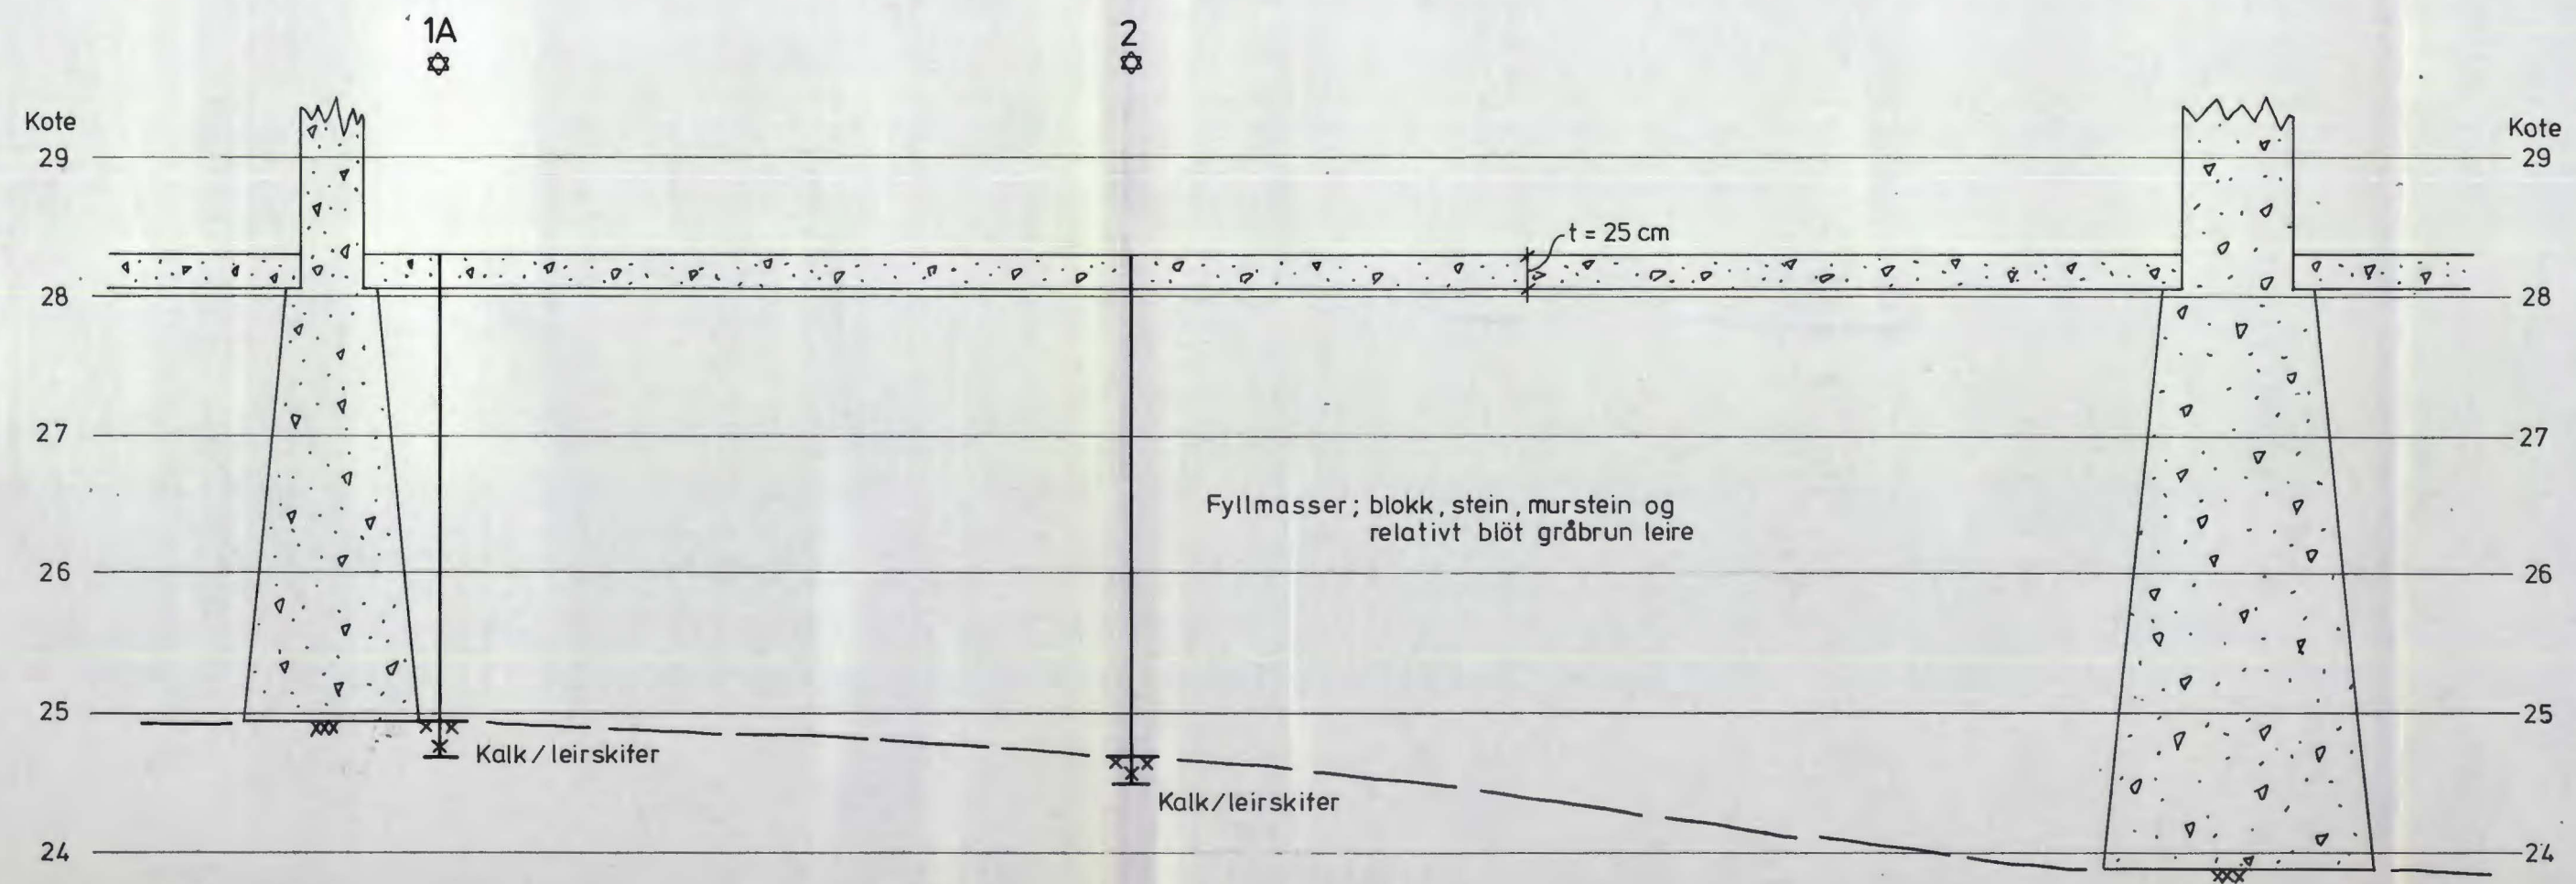 1A
2
Kote
Kote
29
29
t = 25 cm
28
28
27
27
Fyllmasser; blokk, stein, murstein og
relativt blöt gråbrun leire
26
26
25
25
Kalk/leirskifer
Kalk/leirskifer
24
24